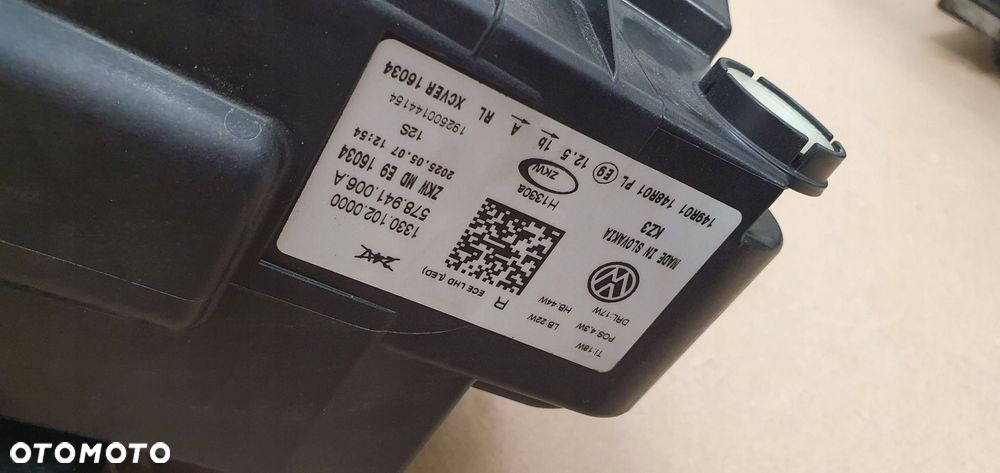 1330.102.0000
578.941.006.A
ZKW MD E9 16034
2025.05.07 12:54
12S
192500144154
R
ECE LHD (LED)
H1330a
ZKW
A RL XCVER 16034
149R01 148R01 PL E9 12.5 1b
KZ3
MADE IN SLOVAKIA
TI:18W
POS:4,3W
DRL:17W
LB:22W
HB:44W
OTOMOTO